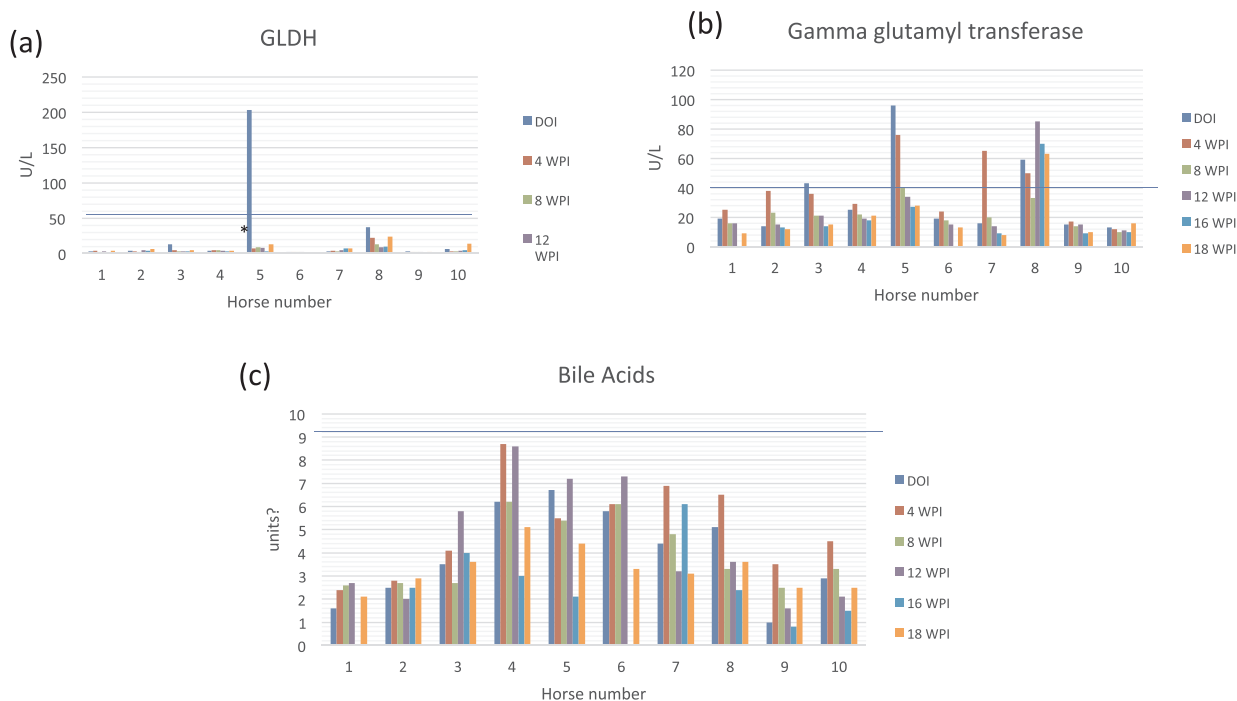 (a)
GLDH
250
200
150
100
50
0
U/L
*
1 2 3 4 5 6 7 8 9 10
Horse number
DOI
4 WPI
8 WPI
12
WPI
(b)
Gamma glutamyl transferase
120
100
80
60
40
20
0
U/L
1 2 3 4 5 6 7 8 9 10
Horse number
DOI
4 WPI
8 WPI
12 WPI
16 WPI
18 WPI
(c)
Bile Acids
10
9
8
7
6
5
4
3
2
1
0
units?
1 2 3 4 5 6 7 8 9 10
Horse number
DOI
4 WPI
8 WPI
12 WPI
16 WPI
18 WPI